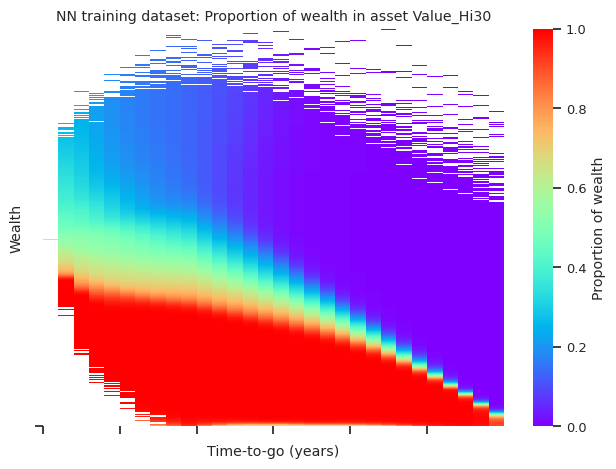 NN training dataset: Proportion of wealth in asset Value_Hi30
Wealth
Time-to-go (years)
1.0
0.8
0.6
0.4
0.2
0.0
Proportion of wealth